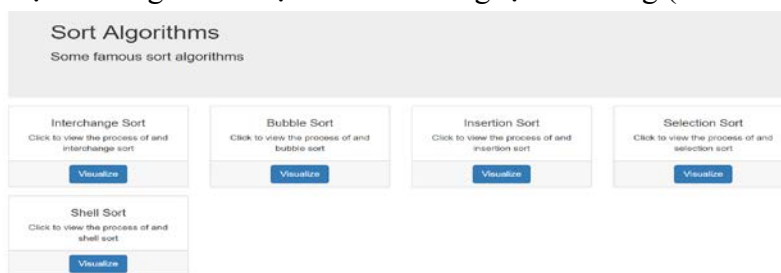 Sort Algorithms
Some famous sort algorithms
Interchange Sort
Click to view the process of and
interchange sort
Visualize
Bubble Sort
Click to view the process of and
bubble sort
Visualize
Insertion Sort
Click to view the process of and
insertion sort
Visualize
Selection Sort
Click to view the process of and
selection sort
Visualize
Shell Sort
Click to view the process of and
shell sort
Visualize